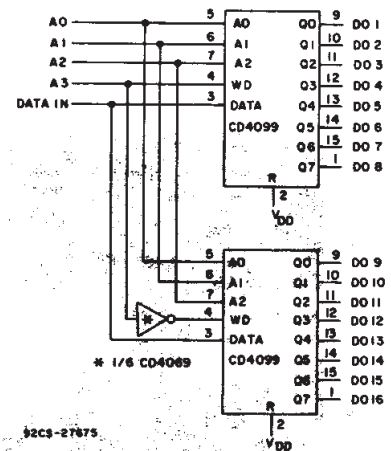 A0 5 A0 Q0 9 DO 1
A1 6 A1 Q1 10 DO 2
A2 7 A2 Q2 11 DO 3
A3 4 WD Q3 12 DO 4
DATA IN 3 DATA Q4 13 DO 5
CD4099 Q5 14 DO 6
Q6 15 DO 7
Q7 1 DO 8
R
2
VDD
5 A0 Q0 9 DO 9
6 A1 Q1 10 DO 10
7 A2 Q2 11 DO 11
* 4 WD Q3 12 DO 12
3 DATA Q4 13 DO 13
* 1/6 CD4069 CD4099 Q5 14 DO 14
Q6 15 DO 15
Q7 1 DO 16
R
2
VDD
92CS-27675